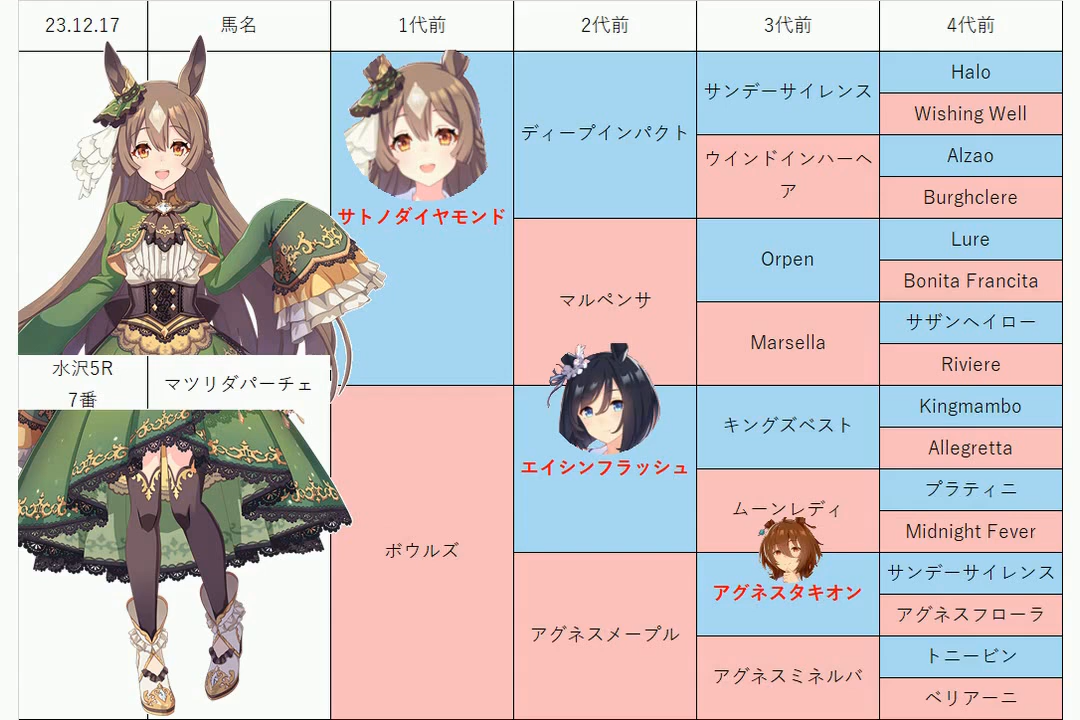 23.12.17 馬名 1代前 2代前 3代前 4代前
サトノダイヤモンド
ディープインパクト
サンデーサイレンス
Halo
Wishing Well
ウインドインハーヘ
ア
Alzao
Burghclere
マルペンサ
Orpen
Lure
Bonita Francita
Marsella
サザンヘイロー
Riviere
水沢5R
7番
マツリダパーチェ
ボウルズ
エイシンフラッシュ
キングズベスト
Kingmambo
Allegretta
ムーンレディ
プラティニ
Midnight Fever
アグネスメープル
アグネスタキオン
サンデーサイレンス
アグネスフローラ
アグネスミネルバ
トニービン
ベリアーニ